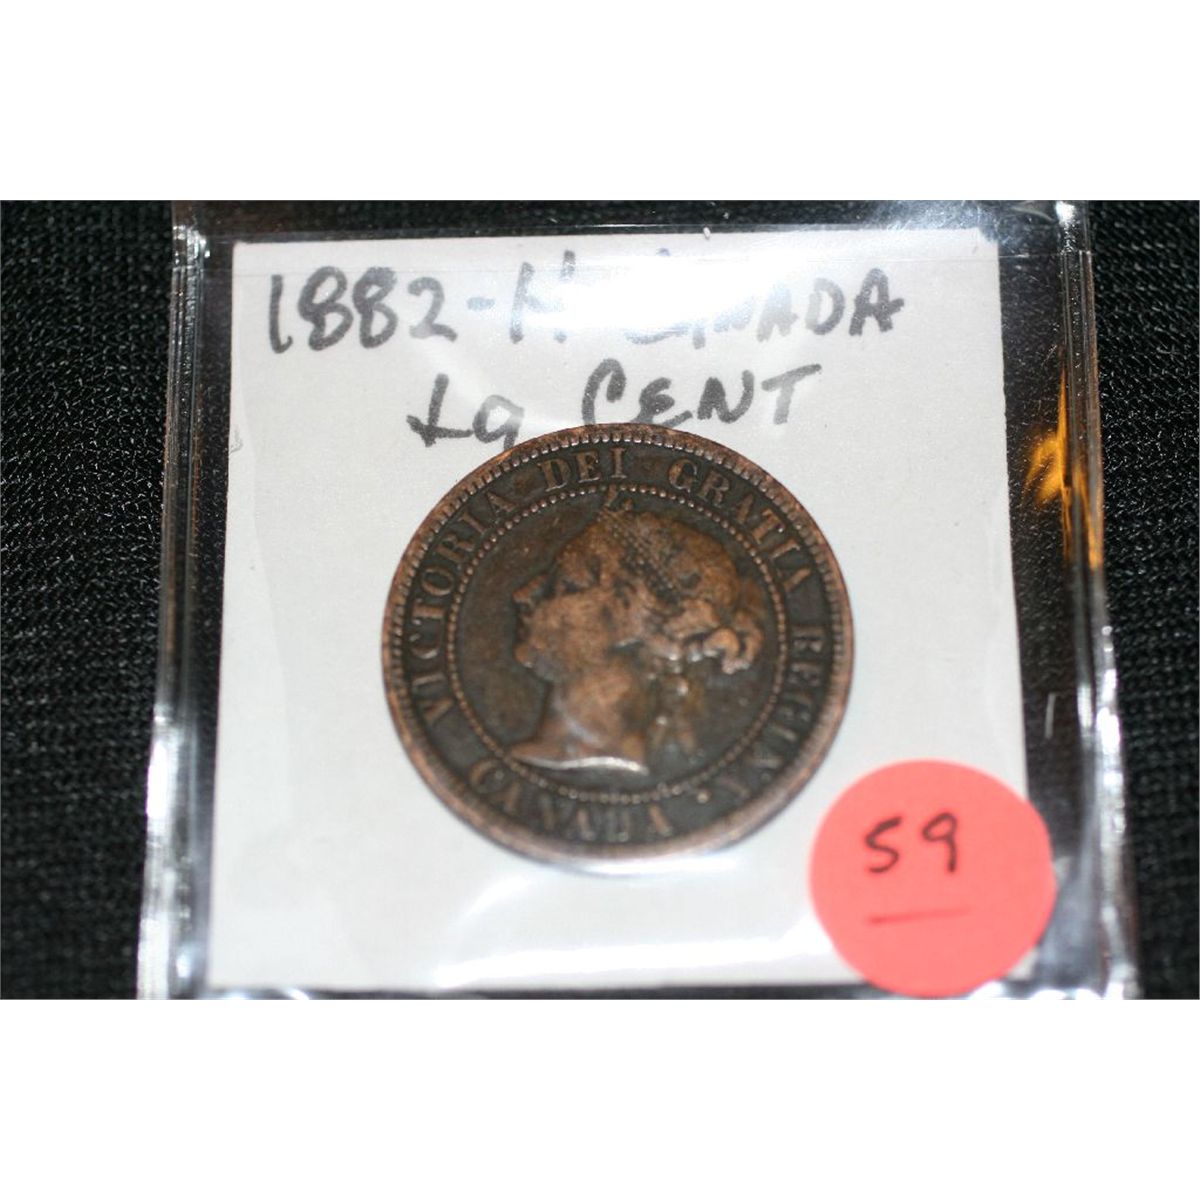 1882-H CANADA
Lg CENT
VICTORIA DEI GRATIA REGINA.
CANADA
59